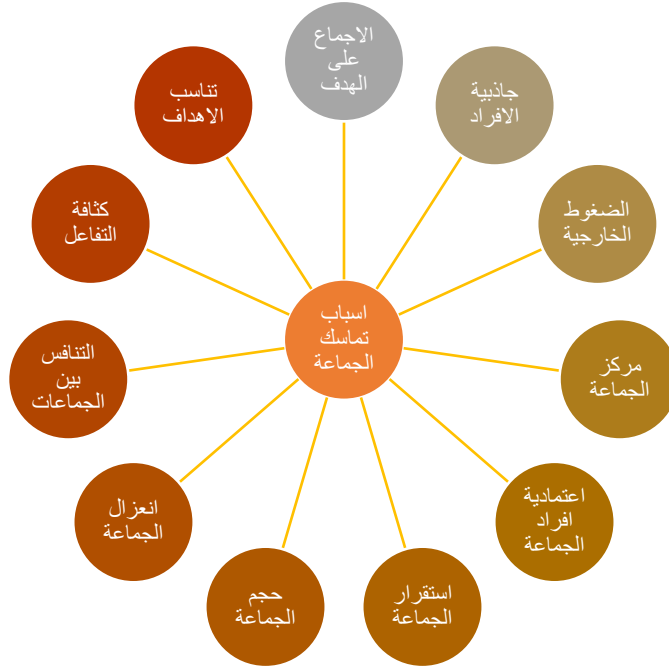 الاجماع
على
الهدف
جاذبية
الافراد
الضغوط
الخارجية
مركز
الجماعة
اعتمادية
افراد
الجماعة
استقرار
الجماعة
حجم
الجماعة
انعزال
الجماعة
التنافس
بين
الجماعات
كثافة
التفاعل
تناسب
الاهداف
اسباب
تماسك
الجماعة